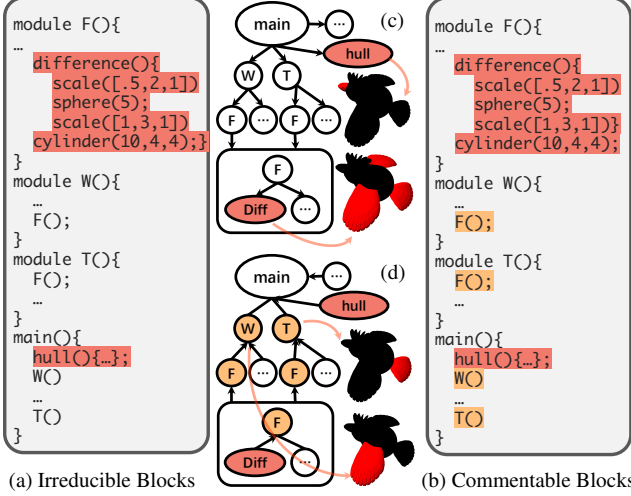 module F(){
…
difference(){
scale([.5,2,1])
sphere(5);
scale([1,3,1])
cylinder(10,4,4);}
}
module W(){
…
F();
}
module T(){
F();
…
}
main(){
hull(){…};
W()
…
T()
}
(a) Irreducible Blocks
main
…
(c)
hull
W
T
F
…
F
…
F
Diff
…
main
…
(d)
hull
W
T
F
…
F
…
F
Diff
…
module F(){
…
difference(){
scale([.5,2,1])
sphere(5);
scale([1,3,1])}
cylinder(10,4,4);
}
module W(){
…
F();
}
module T(){
F();
…
}
main(){
hull(){…};
W()
…
T()
}
(b) Commentable Blocks